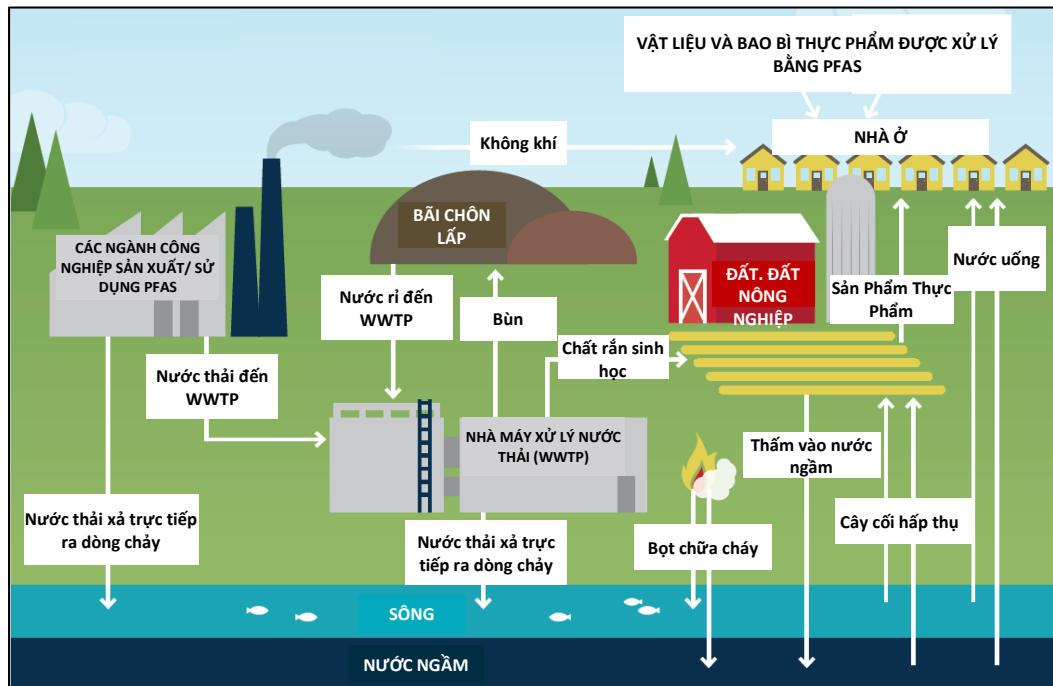 VẬT LIỆU VÀ BAO BÌ THỰC PHẨM ĐƯỢC XỬ LÝ
BẰNG PFAS
Không khí
NHÀ Ở
BÃI CHÔN
LẤP
CÁC NGÀNH CÔNG
NGHIỆP SẢN XUẤT/ SỬ
DỤNG PFAS
ĐẤT. ĐẤT
NÔNG
NGHIỆP
Nước uống
Sản Phẩm Thực
Phẩm
Nước rỉ đến
WWTP
Bùn
Chất rắn sinh
học
Nước thải đến
WWTP
NHÀ MÁY XỬ LÝ NƯỚC
THẢI (WWTP)
Thấm vào nước
ngầm
Nước thải xả trực tiếp
ra dòng chảy
Nước thải xả trực
tiếp ra dòng chảy
Bọt chữa cháy
Cây cối hấp thụ
SÔNG
NƯỚC NGẦM